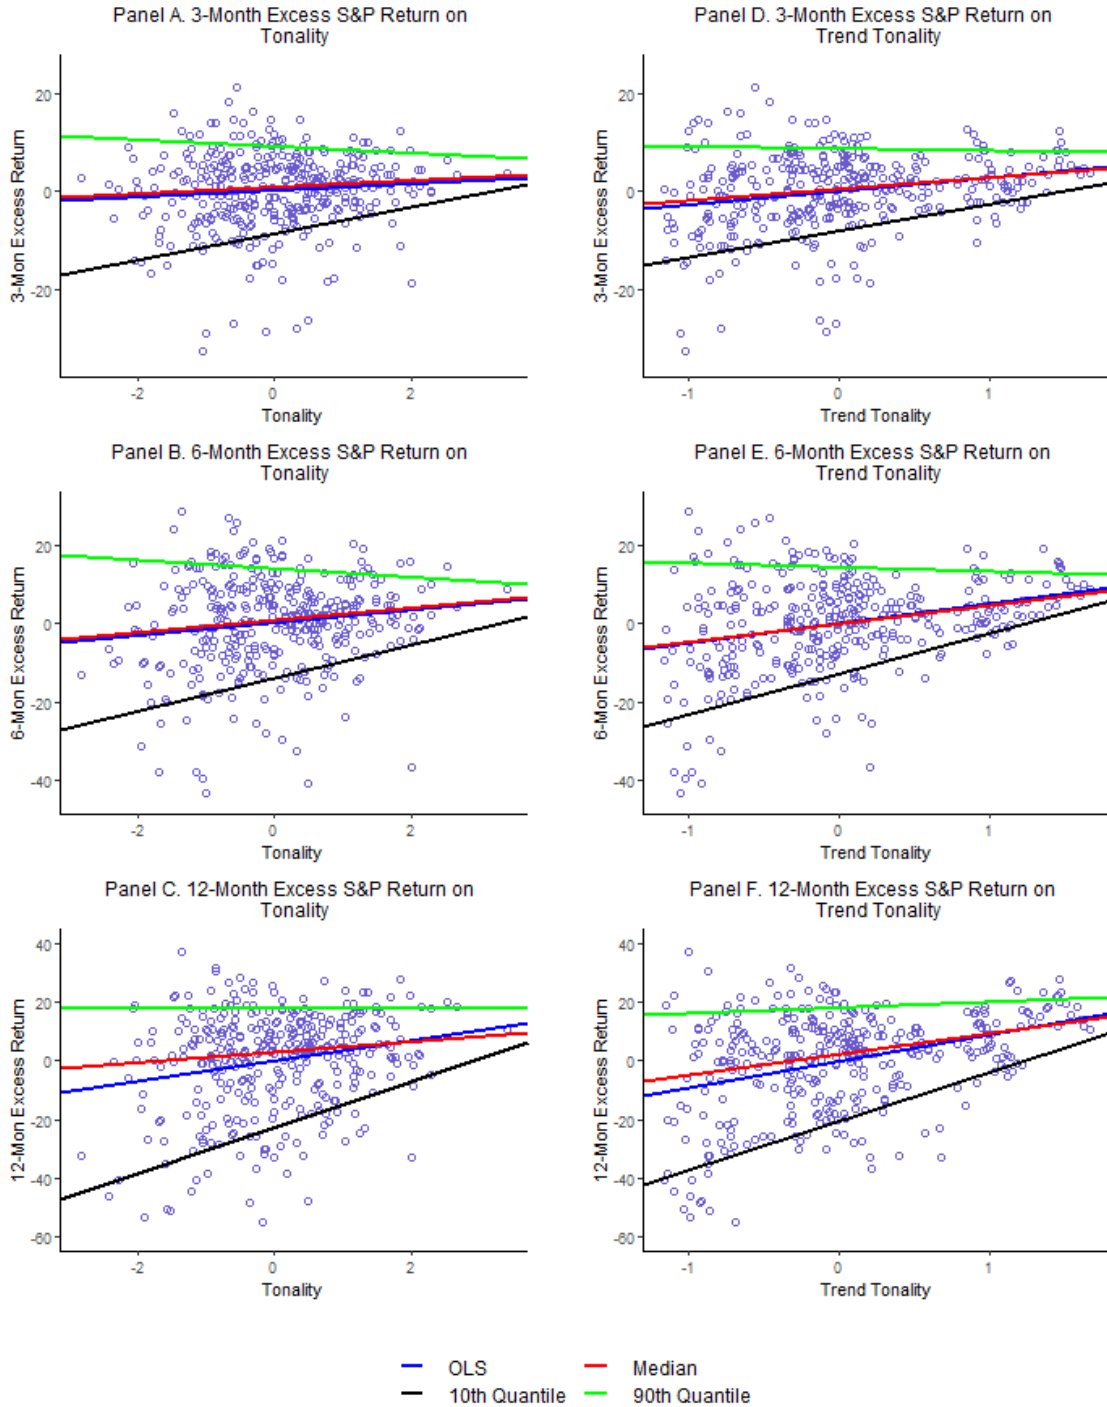 Panel A. 3-Month Excess S&P Return on
Tonality
20
0
-20
3-Mon Excess Return
-2
0
2
Tonality
Panel D. 3-Month Excess S&P Return on
Trend Tonality
20
0
-20
3-Mon Excess Return
-1
0
1
Trend Tonality
Panel B. 6-Month Excess S&P Return on
Tonality
20
0
-20
-40
6-Mon Excess Return
-2
0
2
Tonality
Panel E. 6-Month Excess S&P Return on
Trend Tonality
20
0
-20
-40
6-Mon Excess Return
-1
0
1
Trend Tonality
Panel C. 12-Month Excess S&P Return on
Tonality
40
20
0
-20
-40
-60
12-Mon Excess Return
-2
0
2
Tonality
Panel F. 12-Month Excess S&P Return on
Trend Tonality
40
20
0
-20
-40
-60
12-Mon Excess Return
-1
0
1
Trend Tonality
OLS
Median
10th Quantile
90th Quantile